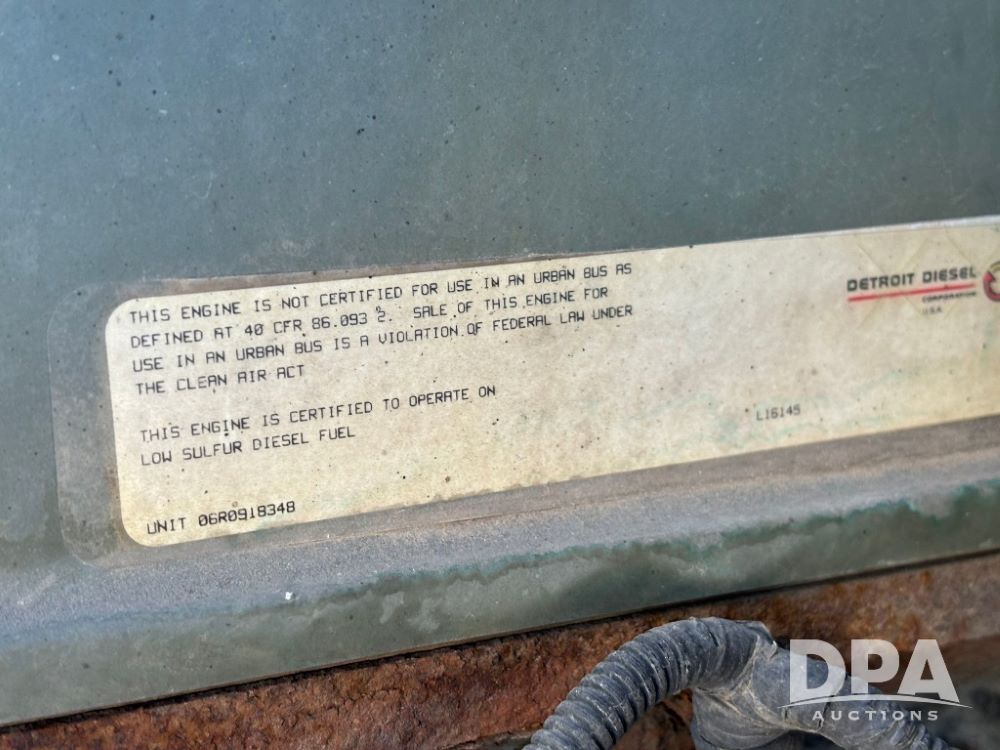 THIS ENGINE IS NOT CERTIFIED FOR USE IN AN URBAN BUS AS
DEFINED AT 40 CFR 86.093 2. SALE OF THIS ENGINE FOR
USE IN AN URBAN BUS IS A VIOLATION OF FEDERAL LAW UNDER
THE CLEAN AIR ACT
THIS ENGINE IS CERTIFIED TO OPERATE ON
LOW SULFUR DIESEL FUEL
UNIT 06R0918348
DETROIT DIESEL
CORPORATION
USA
L16145
DPA
AUCTIONS